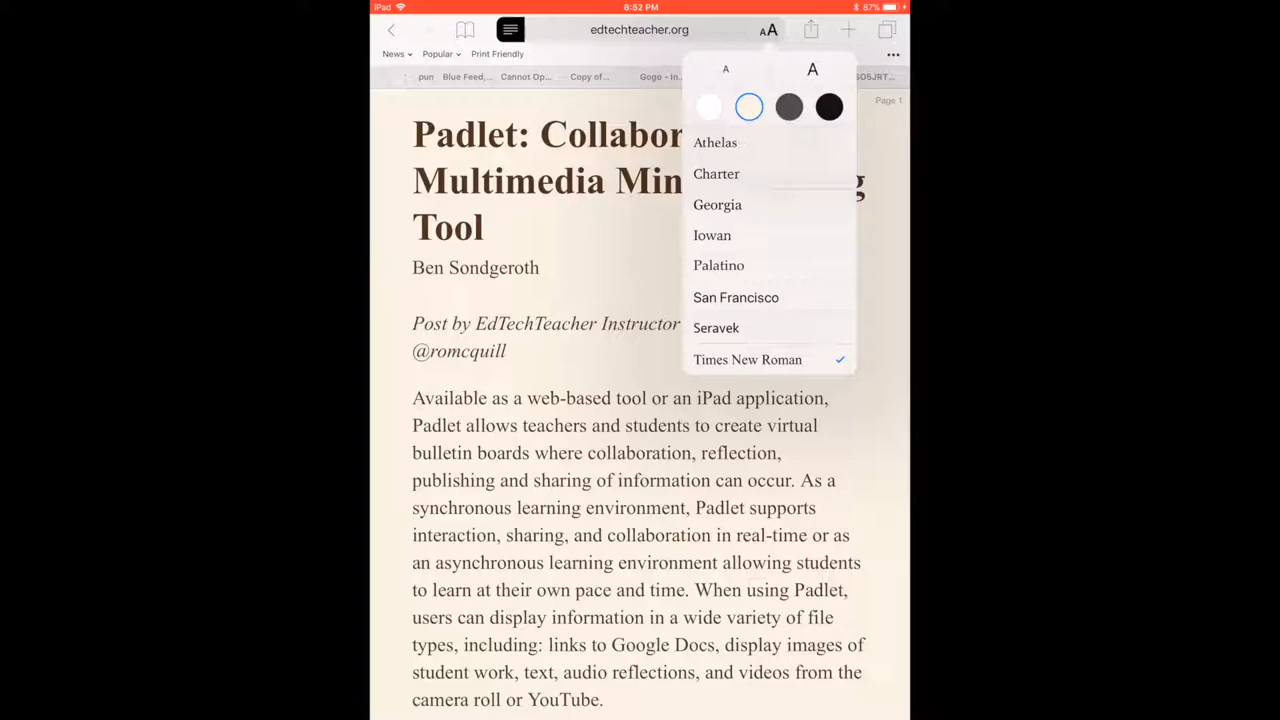 iPad 6:52 PM 87%
edtechteacher.org AA
News Popular Print Friendly •••
pun Blue Feed,... Cannot Op... Copy of... Gogo - In... SO5JRT...
A A
Page 1
Padlet: Collabor
Multimedia Min g
Tool
Ben Sondgeroth
Post by EdTechTeacher Instructor
@romcquill
Athelas
Charter
Georgia
Iowan
Palatino
San Francisco
Seravek
Times New Roman
Available as a web-based tool or an iPad application,
Padlet allows teachers and students to create virtual
bulletin boards where collaboration, reflection,
publishing and sharing of information can occur. As a
synchronous learning environment, Padlet supports
interaction, sharing, and collaboration in real-time or as
an asynchronous learning environment allowing students
to learn at their own pace and time. When using Padlet,
users can display information in a wide variety of file
types, including: links to Google Docs, display images of
student work, text, audio reflections, and videos from the
camera roll or YouTube.